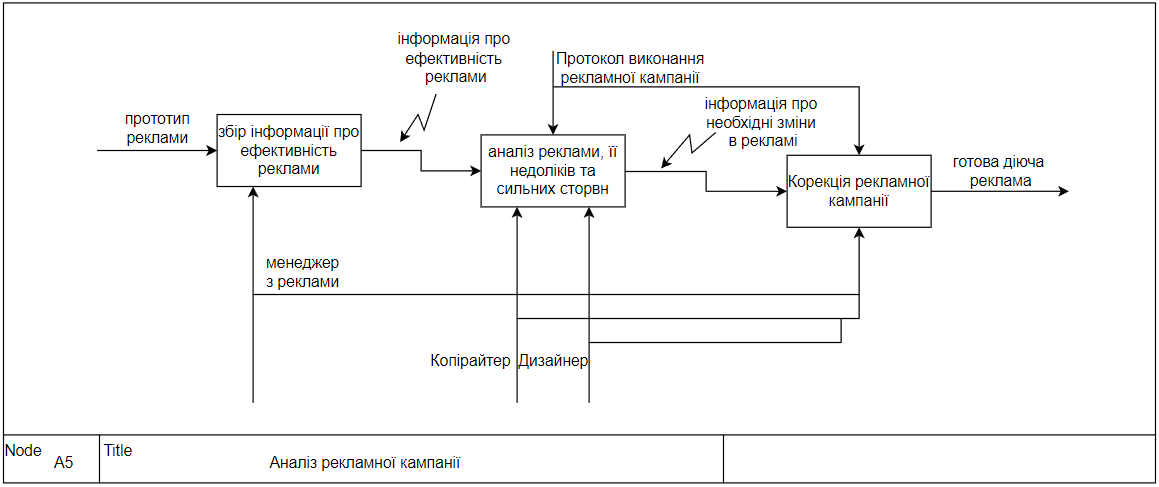 інформація про
ефективність
реклами
Протокол виконання
рекламної кампанії
прототип
реклами
збір інформації про
ефективність
реклами
інформація про
необхідні зміни
в рекламі
аналіз реклами, її
недоліків та
сильних сторвн
готова діюча
реклама
Корекція рекламної
кампанії
менеджер
з реклами
Копірайтер
Дизайнер
Node
A5
Title
Аналіз рекламної кампанії